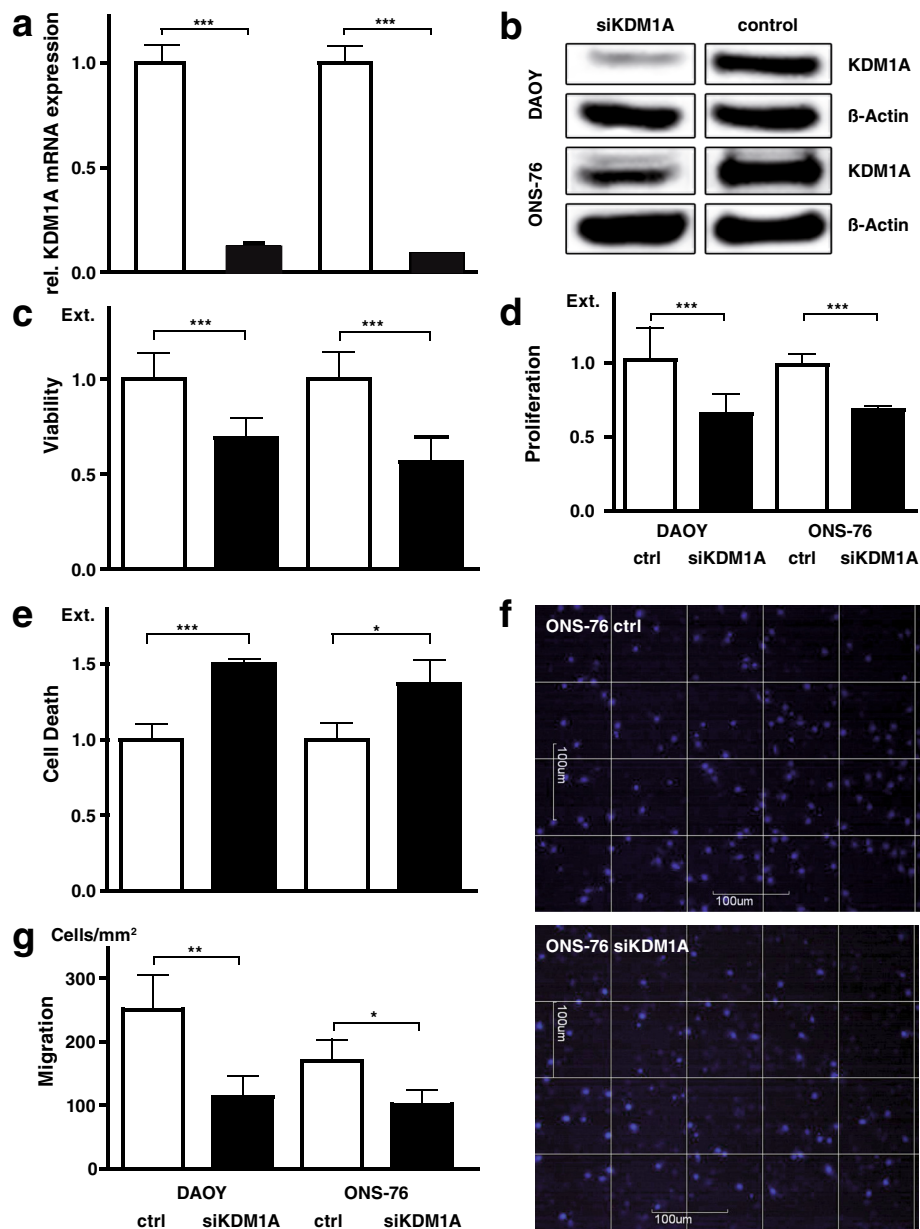 a
rel. KDM1A mRNA expression
1.0
0.5
0.0
***
***
b
siKDM1A control
DAOY
KDM1A
ß-Actin
ONS-76
KDM1A
ß-Actin
c
Ext.
Viability
1.0
0.5
0.0
***
***
d
Ext.
Proliferation
1.0
0.5
0.0
***
***
DAOY ONS-76
ctrl siKDM1A ctrl siKDM1A
e
Ext.
Cell Death
1.5
1.0
0.5
0.0
***
*
f
ONS-76 ctrl
100um
100um
ONS-76 siKDM1A
100um
100um
g
Cells/mm²
Migration
300
200
100
0
**
*
DAOY ONS-76
ctrl siKDM1A ctrl siKDM1A